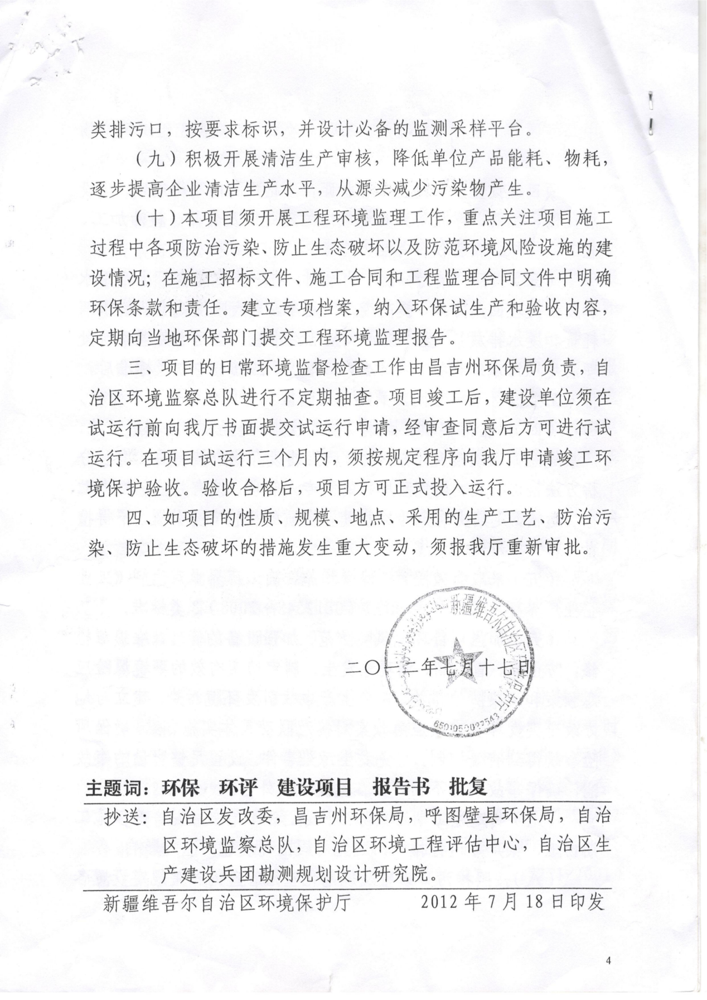 类排污口，按要求标识，并设计必备的监测采样平台。
（九）积极开展清洁生产审核，降低单位产品能耗、物耗，
逐步提高企业清洁生产水平，从源头减少污染物产生。
（十）本项目须开展工程环境监理工作，重点关注项目施工
过程中各项防治污染、防止生态破坏以及防范环境风险设施的建
设情况；在施工招标文件、施工合同和工程监理合同文件中明确
环保条款和责任。建立专项档案，纳入环保试生产和验收内容，
定期向当地环保部门提交工程环境监理报告。
三、项目的日常环境监督检查工作由昌吉州环保局负责，自
治区环境监察总队进行不定期抽查。项目竣工后，建设单位须在
试运行前向我厅书面提交试运行申请，经审查同意后方可进行试
运行。在项目试运行三个月内，须按规定程序向我厅申请竣工环
境保护验收。验收合格后，项目方可正式投入运行。
四、如项目的性质、规模、地点、采用的生产工艺、防治污
染、防止生态破坏的措施发生重大变动，须报我厅重新审批。
新疆维吾尔自治区环境保护厅
二〇一二年七月十七日
6501050027543
主题词：环保 环评 建设项目 报告书 批复
抄送：自治区发改委，昌吉州环保局，呼图壁县环保局，自治
区环境监察总队，自治区环境工程评估中心，自治区生
产建设兵团勘测规划设计研究院。
新疆维吾尔自治区环境保护厅 2012年7月18日印发
4